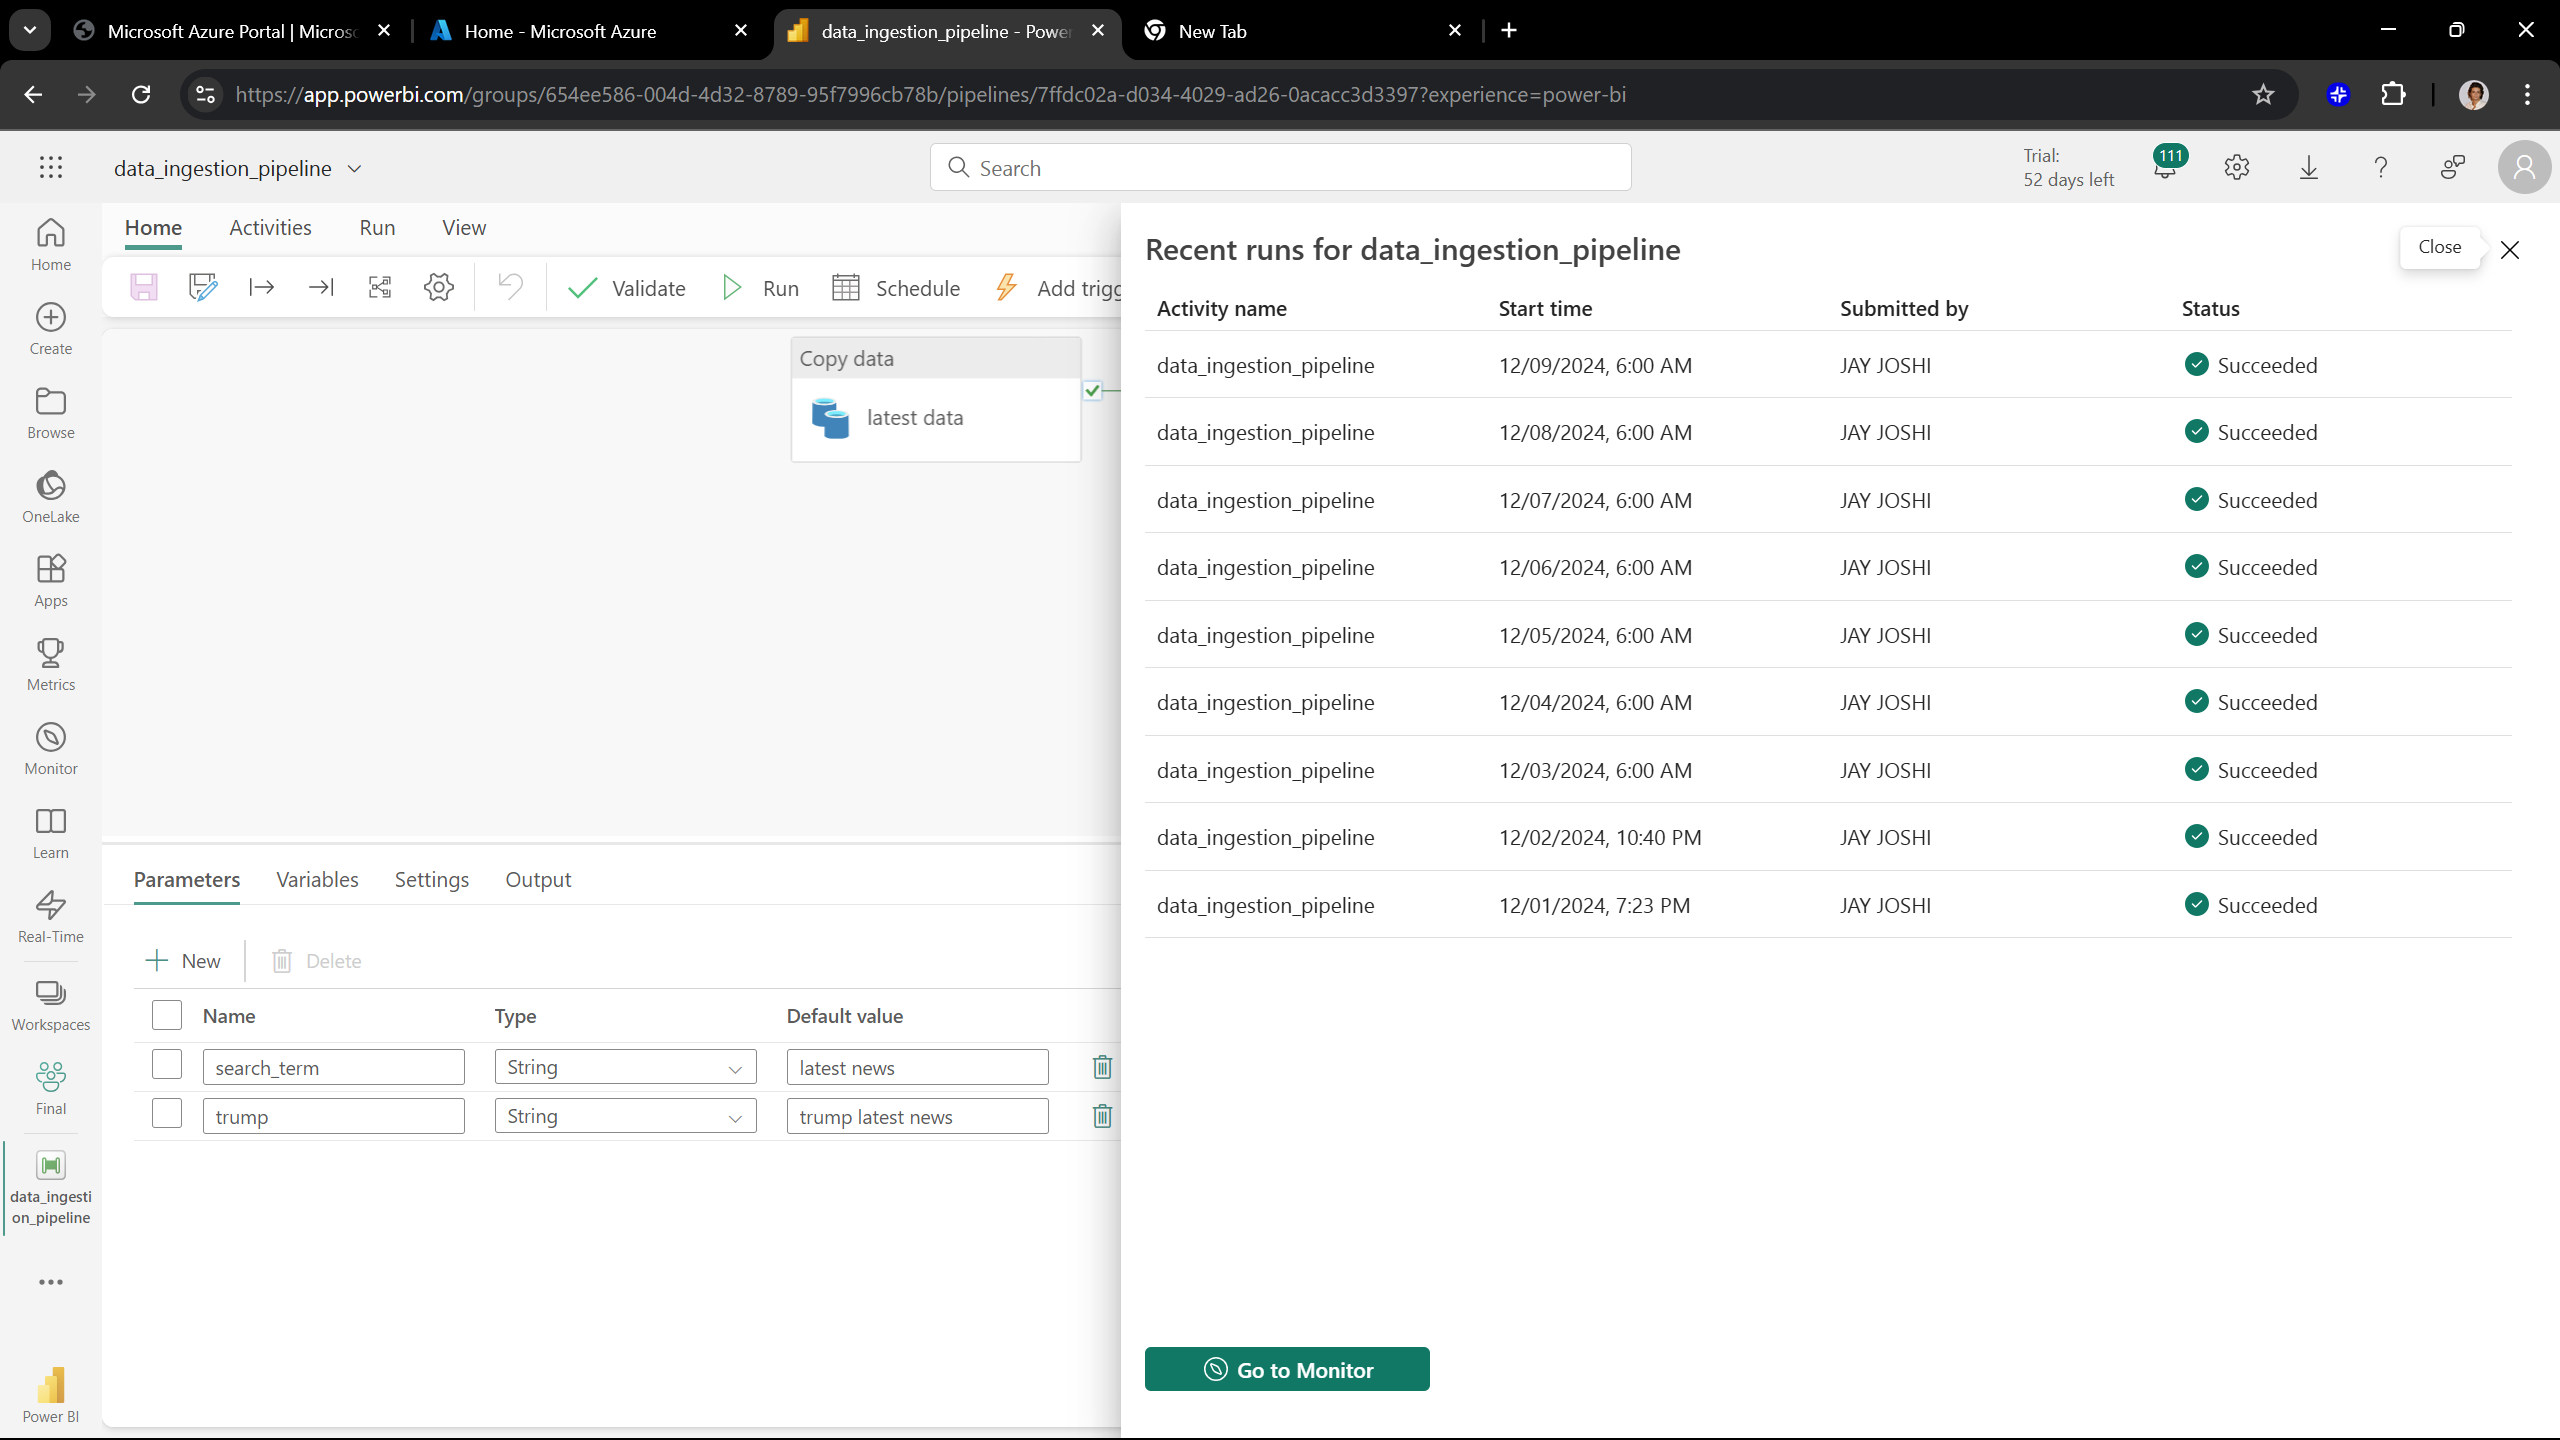 Microsoft Azure Portal | Micros
Home - Microsoft Azure
data_ingestion_pipeline - Powe
New Tab
https://app.powerbi.com/groups/654ee586-004d-4d32-8789-95f7996cb78b/pipelines/7ffdc02a-d034-4029-ad26-0acacc3d3397?experience=power-bi
data_ingestion_pipeline
Search
Trial:
52 days left
111
Home
Create
Browse
OneLake
Apps
Metrics
Monitor
Learn
Real-Time
Workspaces
Final
data_ingesti
on_pipeline
Power BI
Home Activities Run View
Validate Run Schedule Add trigg
Copy data
latest data
Parameters Variables Settings Output
New Delete
Name Type Default value
search_term String latest news
trump String trump latest news
Recent runs for data_ingestion_pipeline
Close
Activity name Start time Submitted by Status
data_ingestion_pipeline 12/09/2024, 6:00 AM JAY JOSHI Succeeded
data_ingestion_pipeline 12/08/2024, 6:00 AM JAY JOSHI Succeeded
data_ingestion_pipeline 12/07/2024, 6:00 AM JAY JOSHI Succeeded
data_ingestion_pipeline 12/06/2024, 6:00 AM JAY JOSHI Succeeded
data_ingestion_pipeline 12/05/2024, 6:00 AM JAY JOSHI Succeeded
data_ingestion_pipeline 12/04/2024, 6:00 AM JAY JOSHI Succeeded
data_ingestion_pipeline 12/03/2024, 6:00 AM JAY JOSHI Succeeded
data_ingestion_pipeline 12/02/2024, 10:40 PM JAY JOSHI Succeeded
data_ingestion_pipeline 12/01/2024, 7:23 PM JAY JOSHI Succeeded
Go to Monitor